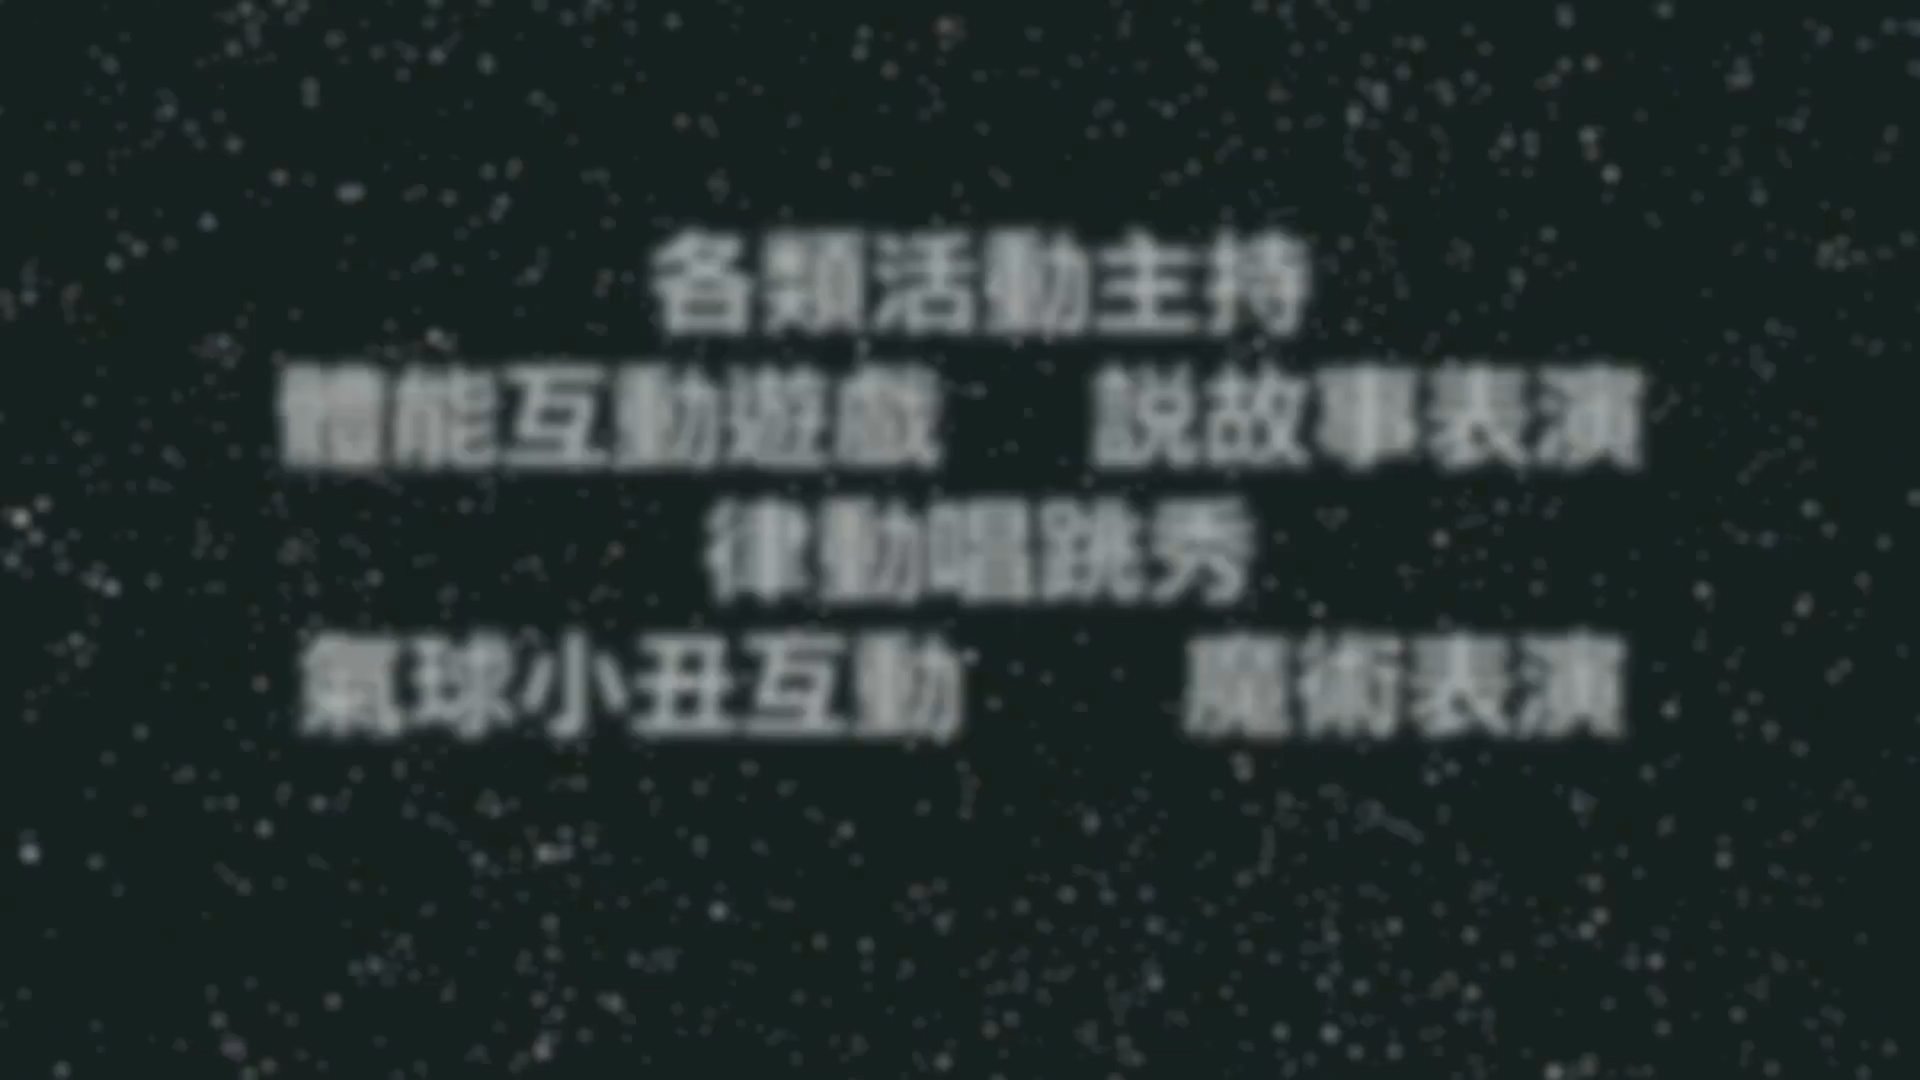 各類活動主持
體能互動遊戲　說故事表演
律動唱跳秀
氣球小丑互動　魔術表演